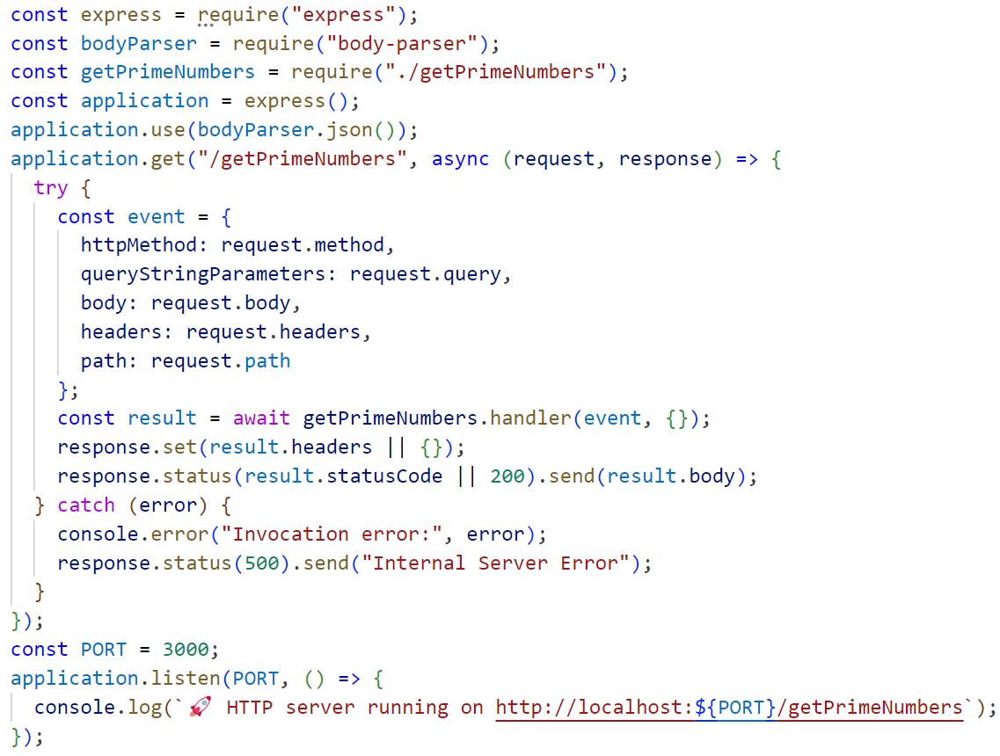 const express = require("express");
const bodyParser = require("body-parser");
const getPrimeNumbers = require("./getPrimeNumbers");
const application = express();
application.use(bodyParser.json());
application.get("/getPrimeNumbers", async (request, response) => {
  try {
    const event = {
      httpMethod: request.method,
      queryStringParameters: request.query,
      body: request.body,
      headers: request.headers,
      path: request.path
    };
    const result = await getPrimeNumbers.handler(event, {});
    response.set(result.headers || {});
    response.status(result.statusCode || 200).send(result.body);
  } catch (error) {
    console.error("Invocation error:", error);
    response.status(500).send("Internal Server Error");
  }
});
const PORT = 3000;
application.listen(PORT, () => {
  console.log(`🚀 HTTP server running on http://localhost:${PORT}/getPrimeNumbers`);
});